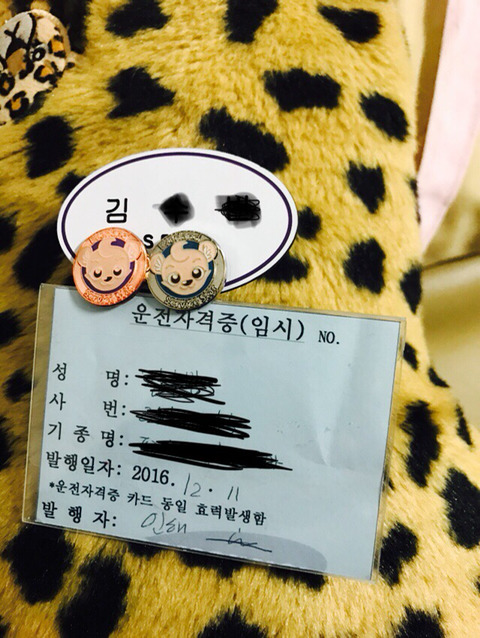 김
운전자격증(임시) NO.
성 명:
사 번:
기 종 명:
발행일자: 2016. 12. 11
*운전자격증 카드 동일 효력발생함
발 행 자: